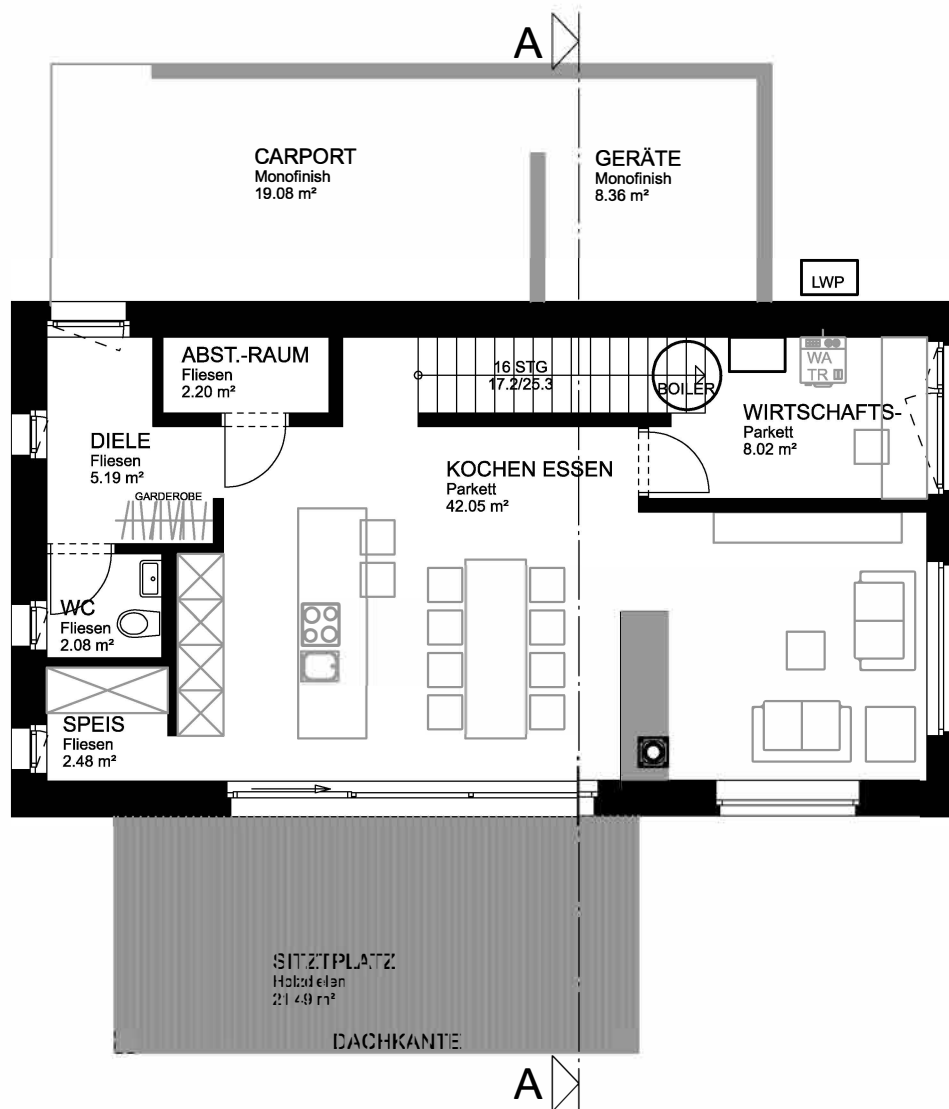 A
CARPORT
Monofinish
19.08 m²
GERÄTE
Monofinish
8.36 m²
LWP
ABST.-RAUM
Fliesen
2.20 m²
16 STG
17.2/25.3
BOILER
WA
TR
WIRTSCHAFTS-
Parkett
8.02 m²
DIELE
Fliesen
5.19 m²
GARDEROBE
KOCHEN ESSEN
Parkett
42.05 m²
WC
Fliesen
2.08 m²
SPEIS
Fliesen
2.48 m²
SITZTPLATZ
Holzdielen
21.49 m²
DACHKANTE
A